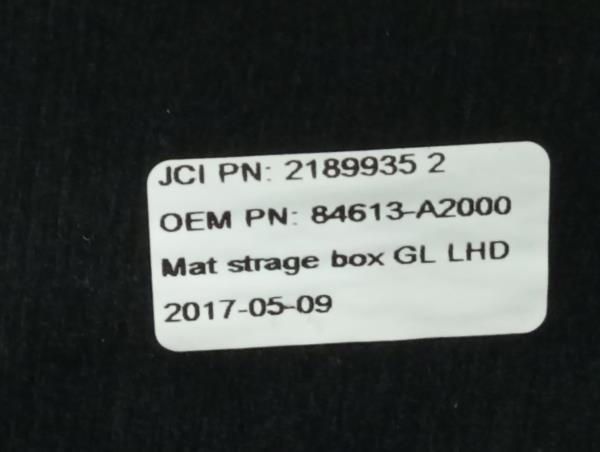 JCI PN: 2189935 2
OEM PN: 84613-A2000
Mat strage box GL LHD
2017-05-09